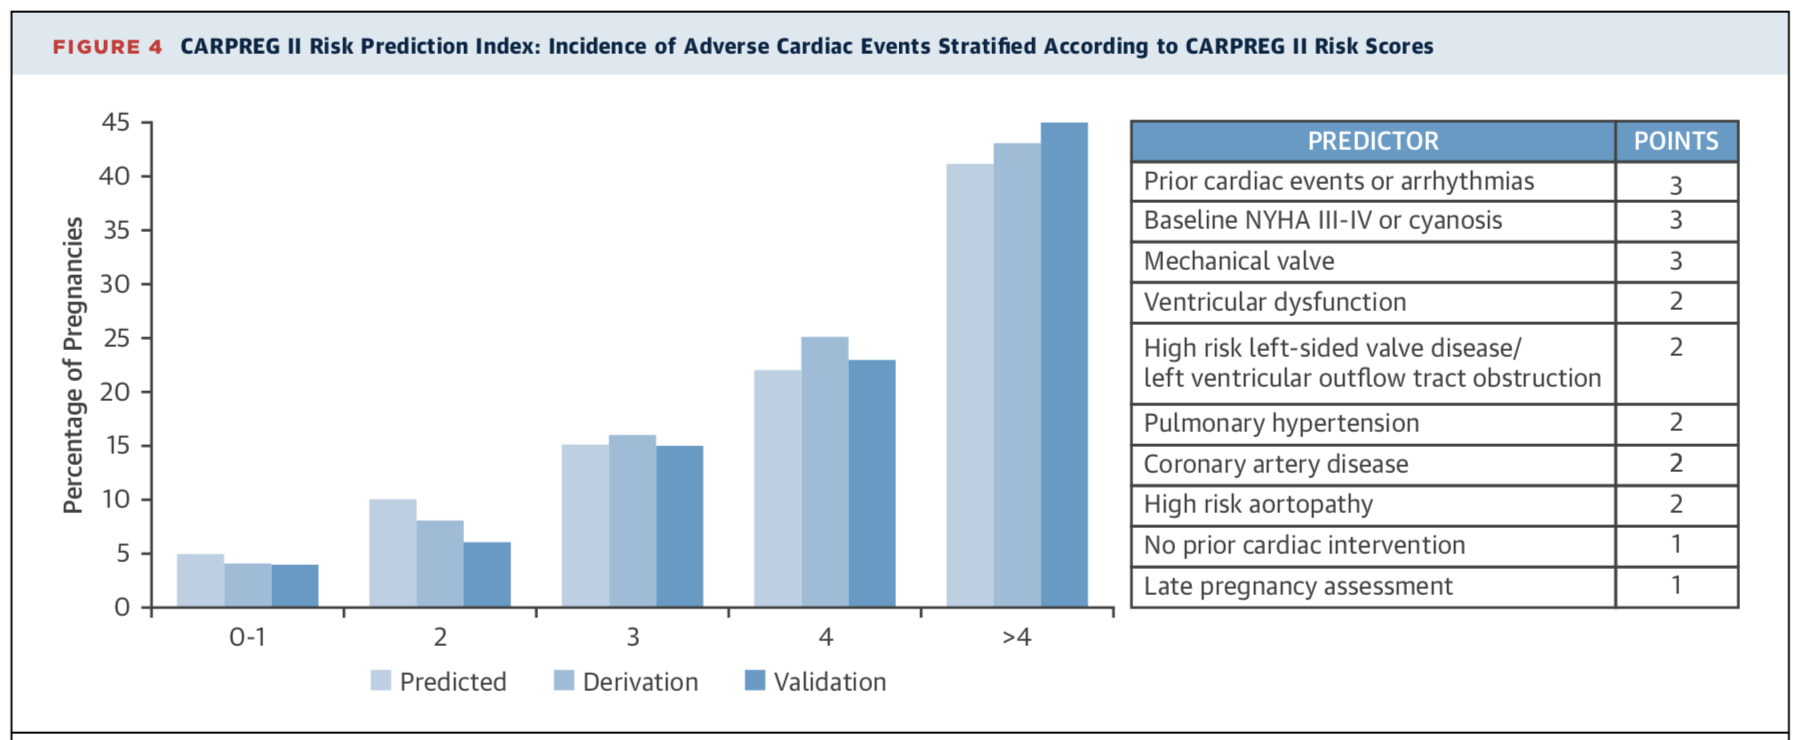 FIGURE 4 CARPREG II Risk Prediction Index: Incidence of Adverse Cardiac Events Stratified According to CARPREG II Risk Scores
Percentage of Pregnancies
45
40
35
30
25
20
15
10
5
0
0-1
2
3
4
>4
Predicted
Derivation
Validation
PREDICTOR POINTS
Prior cardiac events or arrhythmias 3
Baseline NYHA III-IV or cyanosis 3
Mechanical valve 3
Ventricular dysfunction 2
High risk left-sided valve disease/ 2
left ventricular outflow tract obstruction
Pulmonary hypertension 2
Coronary artery disease 2
High risk aortopathy 2
No prior cardiac intervention 1
Late pregnancy assessment 1